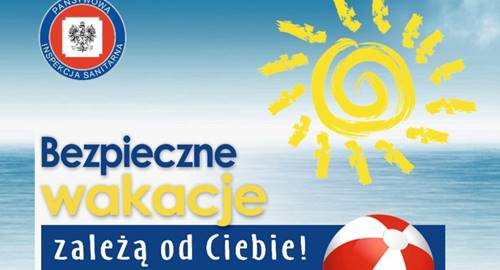 PAŃSTWOWA
INSPEKCJA SANITARNA
Bezpieczne
wakacje
zależą od Ciebie!